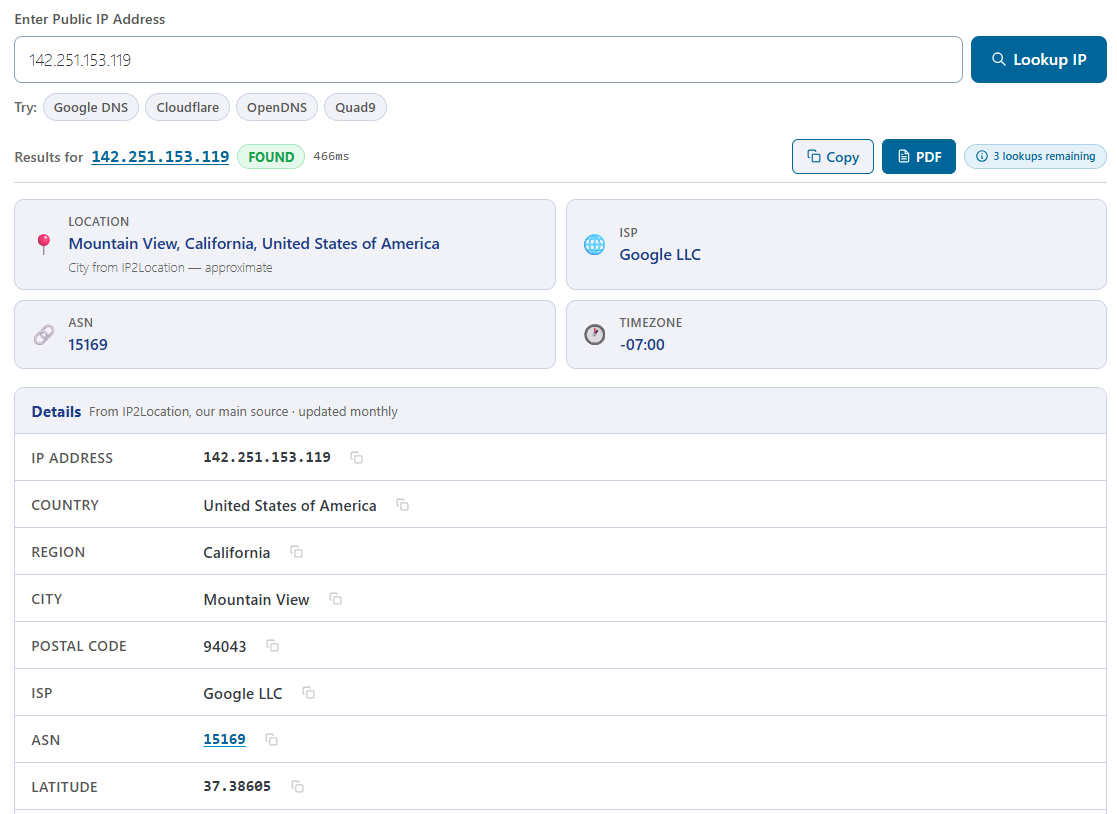 Enter Public IP Address
142.251.153.119
Lookup IP
Try: Google DNS Cloudflare OpenDNS Quad9
Results for 142.251.153.119 FOUND 466ms
Copy PDF 3 lookups remaining
LOCATION
Mountain View, California, United States of America
City from IP2Location — approximate
ISP
Google LLC
ASN
15169
TIMEZONE
-07:00
Details From IP2Location, our main source · updated monthly
IP ADDRESS 142.251.153.119
COUNTRY United States of America
REGION California
CITY Mountain View
POSTAL CODE 94043
ISP Google LLC
ASN 15169
LATITUDE 37.38605